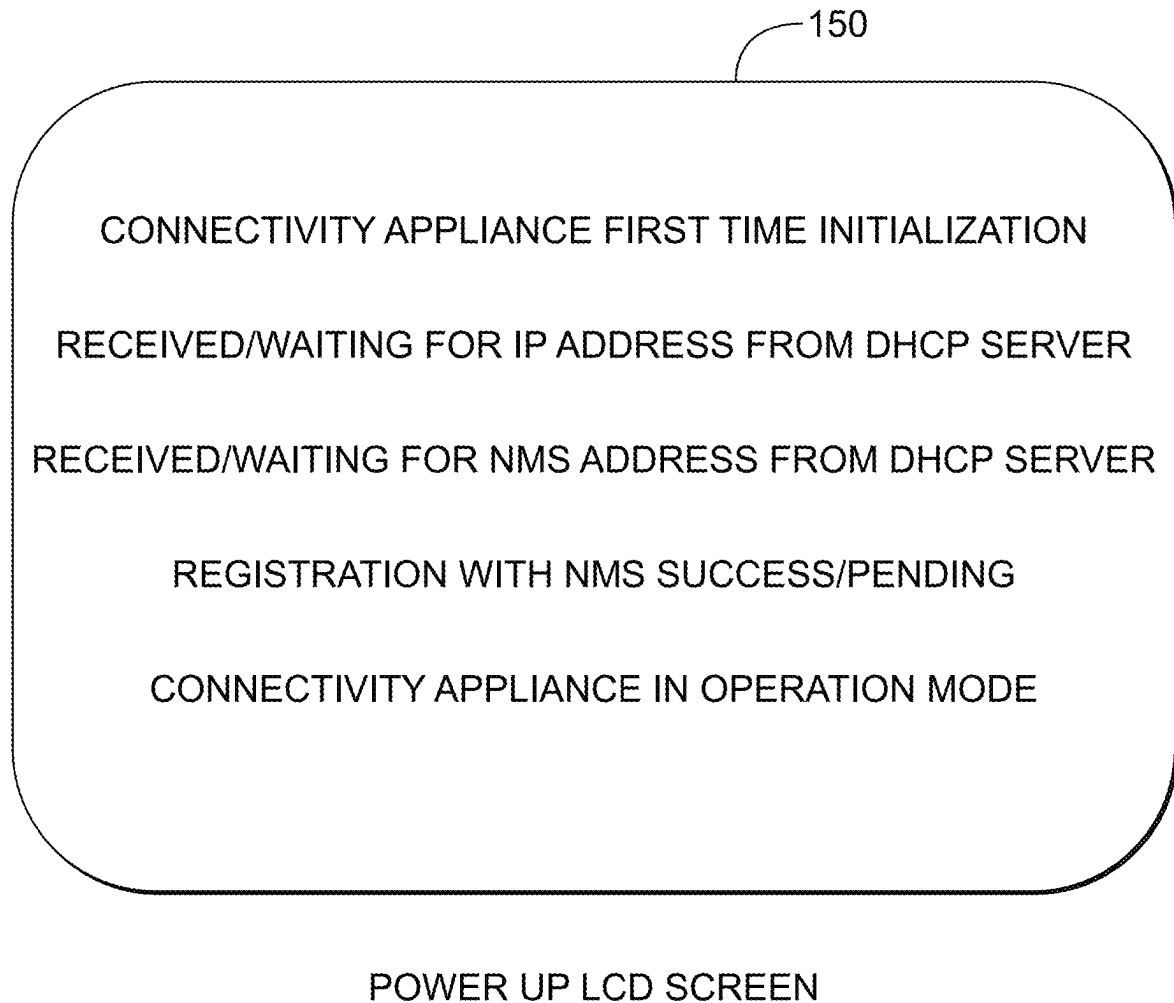 150
CONNECTIVITY APPLIANCE FIRST TIME INITIALIZATION
RECEIVED/WAITING FOR IP ADDRESS FROM DHCP SERVER
RECEIVED/WAITING FOR NMS ADDRESS FROM DHCP SERVER
REGISTRATION WITH NMS SUCCESS/PENDING
CONNECTIVITY APPLIANCE IN OPERATION MODE
POWER UP LCD SCREEN